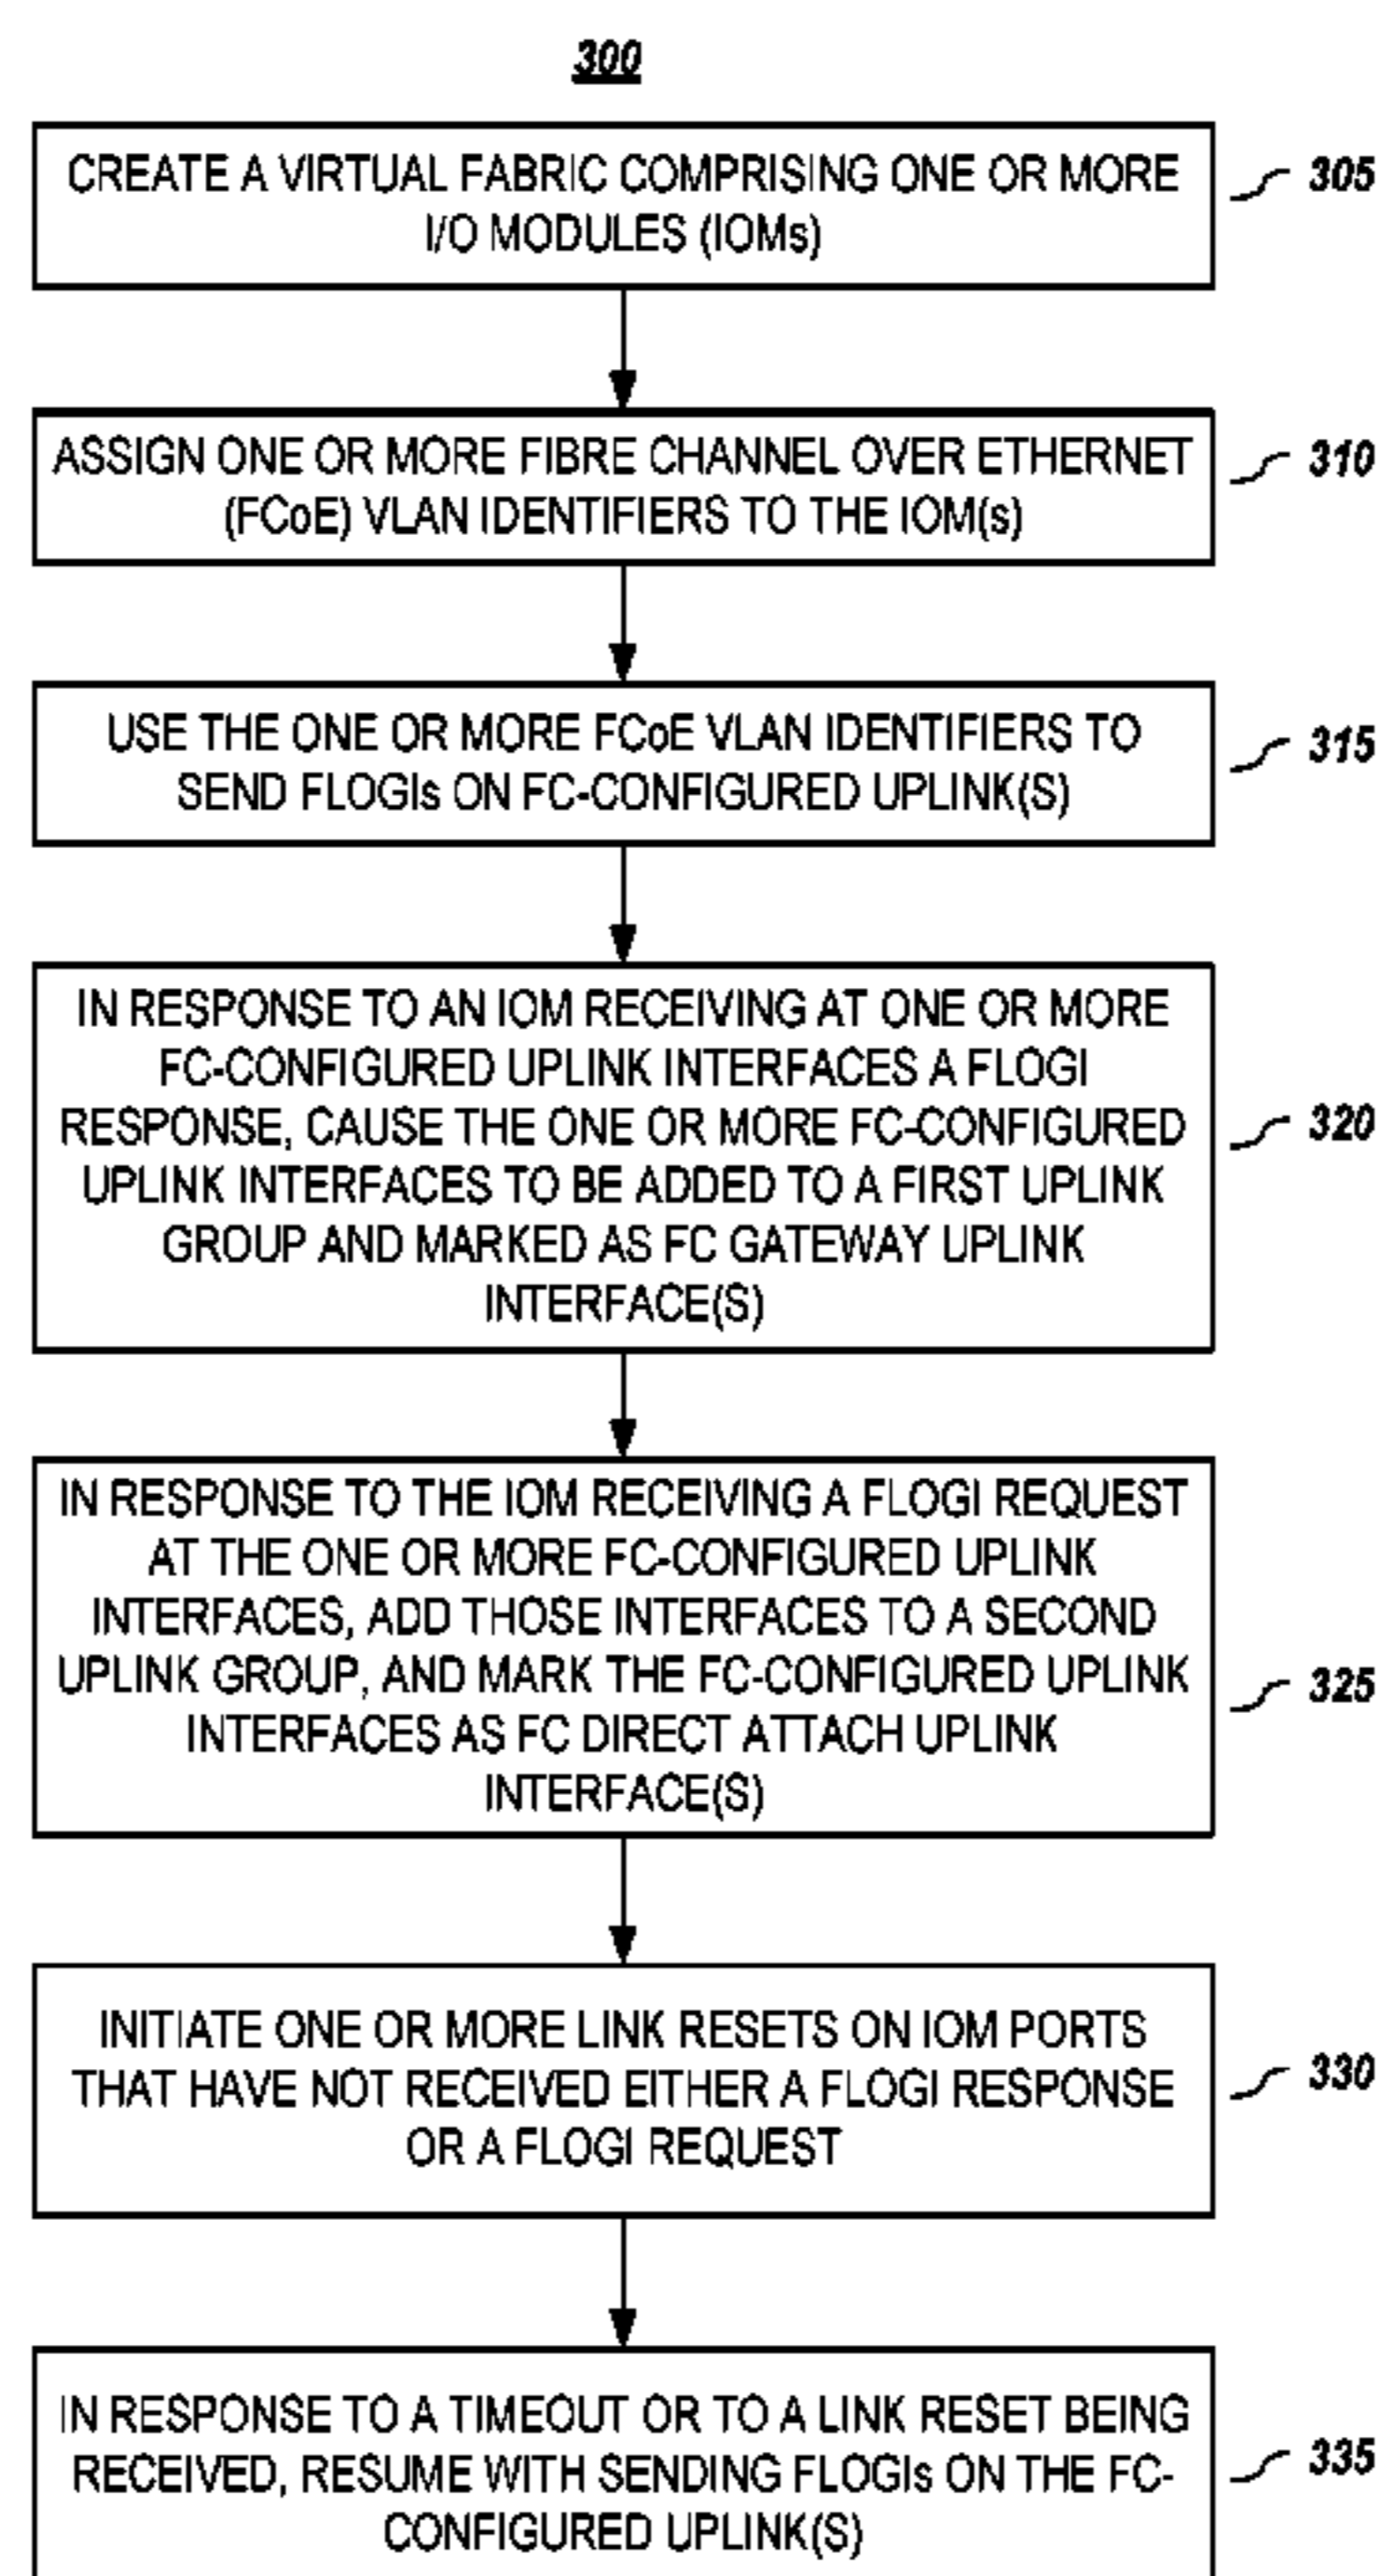 300
CREATE A VIRTUAL FABRIC COMPRISING ONE OR MORE
I/O MODULES (IOMs)
305
ASSIGN ONE OR MORE FIBRE CHANNEL OVER ETHERNET
(FCoE) VLAN IDENTIFIERS TO THE IOM(s)
310
USE THE ONE OR MORE FCoE VLAN IDENTIFIERS TO
SEND FLOGIs ON FC-CONFIGURED UPLINK(S)
315
IN RESPONSE TO AN IOM RECEIVING AT ONE OR MORE
FC-CONFIGURED UPLINK INTERFACES A FLOGI
RESPONSE, CAUSE THE ONE OR MORE FC-CONFIGURED
UPLINK INTERFACES TO BE ADDED TO A FIRST UPLINK
GROUP AND MARKED AS FC GATEWAY UPLINK
INTERFACE(S)
320
IN RESPONSE TO THE IOM RECEIVING A FLOGI REQUEST
AT THE ONE OR MORE FC-CONFIGURED UPLINK
INTERFACES, ADD THOSE INTERFACES TO A SECOND
UPLINK GROUP, AND MARK THE FC-CONFIGURED UPLINK
INTERFACES AS FC DIRECT ATTACH UPLINK
INTERFACE(S)
325
INITIATE ONE OR MORE LINK RESETS ON IOM PORTS
THAT HAVE NOT RECEIVED EITHER A FLOGI RESPONSE
OR A FLOGI REQUEST
330
IN RESPONSE TO A TIMEOUT OR TO A LINK RESET BEING
RECEIVED, RESUME WITH SENDING FLOGIs ON THE FC-
CONFIGURED UPLINK(S)
335